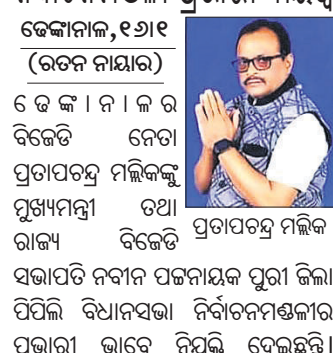 ଢେଙ୍କାନାଳ,୧୬।୧
(ରତନ ନାୟାର)
ଢେଙ୍କାନାଳର
ବିଜେଡି ନେତା
ପ୍ରତାପଚନ୍ଦ୍ର ମଲ୍ଲିକଙ୍କୁ
ମୁଖ୍ୟମନ୍ତ୍ରୀ ତଥା
ରାଜ୍ୟ ବିଜେଡି
ପ୍ରତାପଚନ୍ଦ୍ର ମଲ୍ଲିକ
ସଭାପତି ନବୀନ ପଟ୍ଟନାୟକ ପୁରୀ ଜିଲା
ପିପିଲି ବିଧାନସଭା ନିର୍ବାଚନମଣ୍ଡଳୀର
ପ୍ରଭାରୀ ଭାବେ ନିଯୁକ୍ତି ଦେଇଛନ୍ତି।